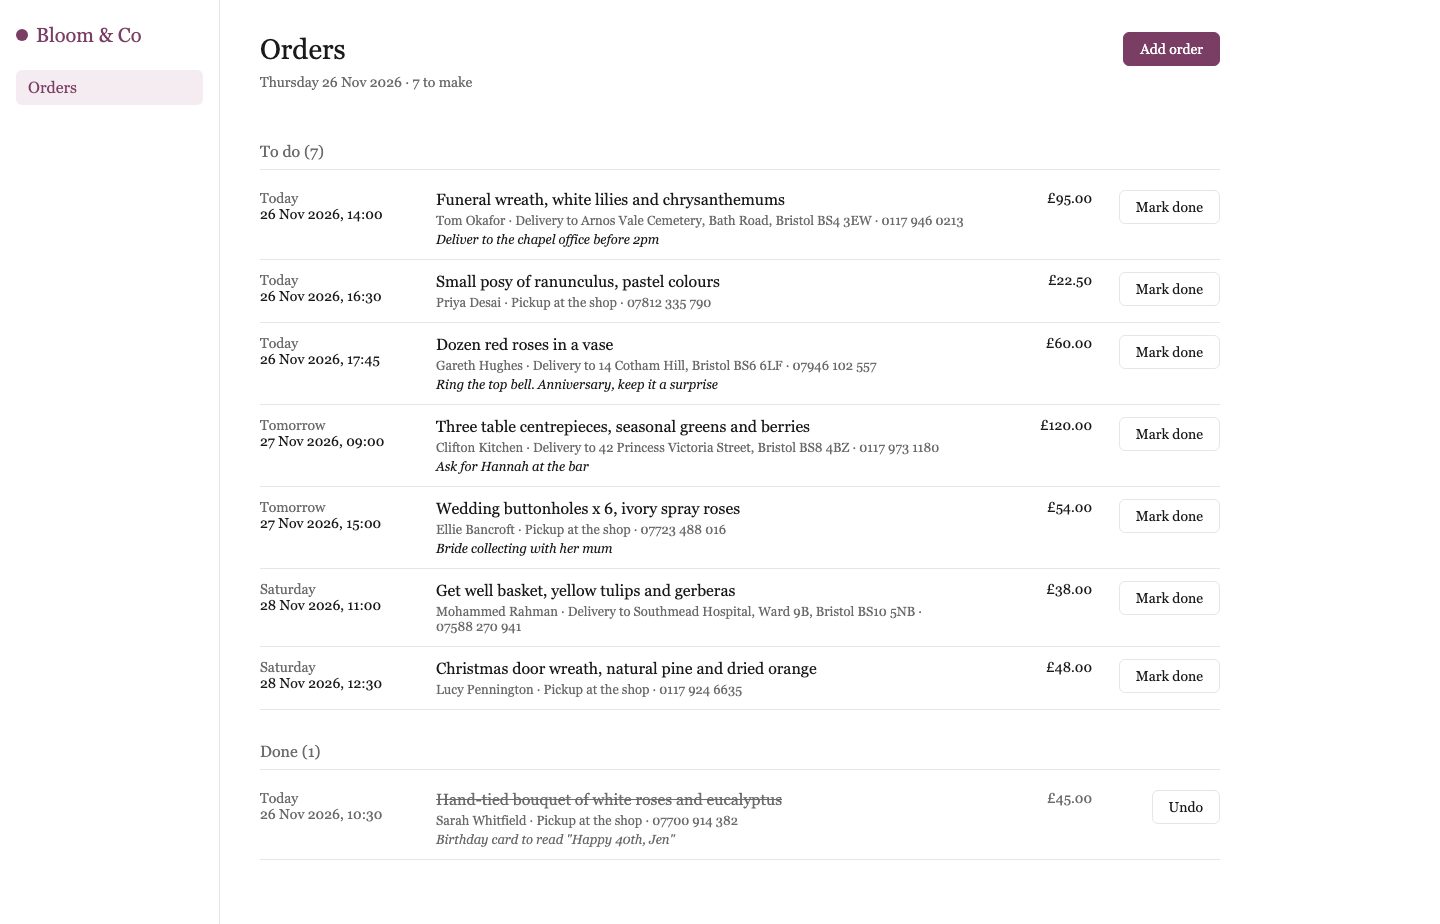 Bloom & Co
Orders
Orders
Add order
Thursday 26 Nov 2026 · 7 to make
To do (7)
Today
26 Nov 2026, 14:00
Funeral wreath, white lilies and chrysanthemums
Tom Okafor · Delivery to Arnos Vale Cemetery, Bath Road, Bristol BS4 3EW · 0117 946 0213
Deliver to the chapel office before 2pm
£95.00
Mark done
Today
26 Nov 2026, 16:30
Small posy of ranunculus, pastel colours
Priya Desai · Pickup at the shop · 07812 335 790
£22.50
Mark done
Today
26 Nov 2026, 17:45
Dozen red roses in a vase
Gareth Hughes · Delivery to 14 Cotham Hill, Bristol BS6 6LF · 07946 102 557
Ring the top bell. Anniversary, keep it a surprise
£60.00
Mark done
Tomorrow
27 Nov 2026, 09:00
Three table centrepieces, seasonal greens and berries
Clifton Kitchen · Delivery to 42 Princess Victoria Street, Bristol BS8 4BZ · 0117 973 1180
Ask for Hannah at the bar
£120.00
Mark done
Tomorrow
27 Nov 2026, 15:00
Wedding buttonholes x 6, ivory spray roses
Ellie Bancroft · Pickup at the shop · 07723 488 016
Bride collecting with her mum
£54.00
Mark done
Saturday
28 Nov 2026, 11:00
Get well basket, yellow tulips and gerberas
Mohammed Rahman · Delivery to Southmead Hospital, Ward 9B, Bristol BS10 5NB ·
07588 270 941
£38.00
Mark done
Saturday
28 Nov 2026, 12:30
Christmas door wreath, natural pine and dried orange
Lucy Pennington · Pickup at the shop · 0117 924 6635
£48.00
Mark done
Done (1)
Today
26 Nov 2026, 10:30
Hand-tied bouquet of white roses and eucalyptus
Sarah Whitfield · Pickup at the shop · 07700 914 382
Birthday card to read "Happy 40th, Jen"
£45.00
Undo